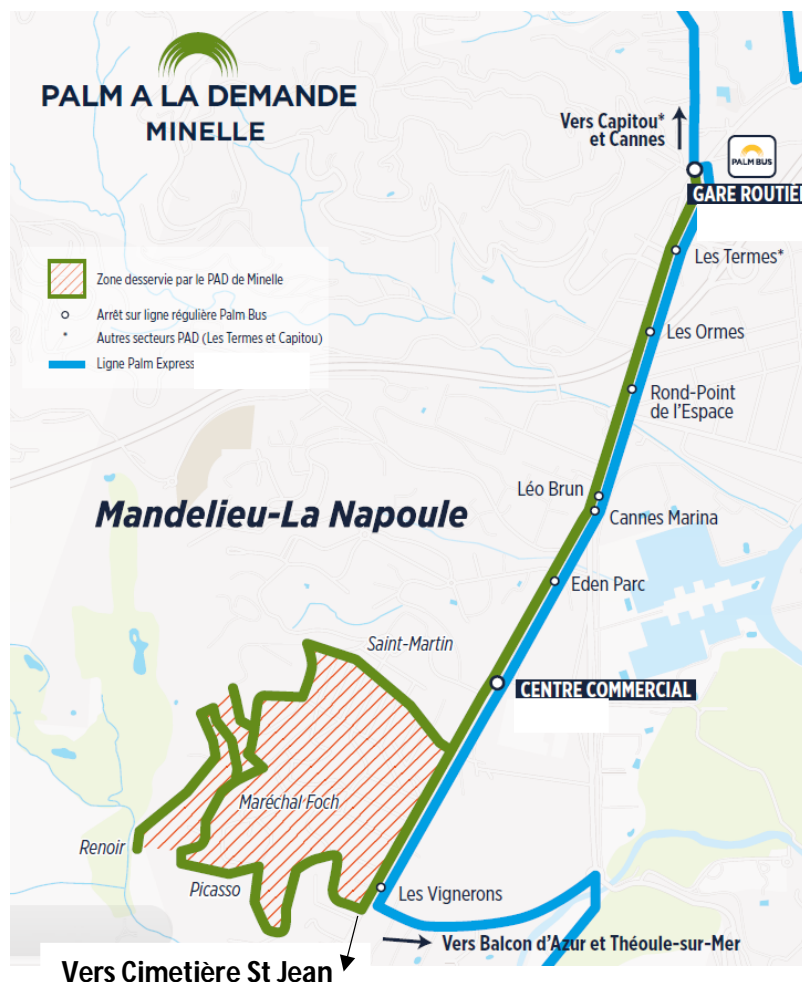 PALM A LA DEMANDE
MINELLE
Vers Capitou*
et Cannes
PALM BUS
GARE ROUTIÈ
Les Termes*
Zone desservie par le PAD de Minelle
Arrêt sur ligne régulière Palm Bus
* Autres secteurs PAD (Les Termes et Capitou)
Ligne Palm Express
Les Ormes
Rond-Point
de l'Espace
Léo Brun
Cannes Marina
Mandelieu-La Napoule
Eden Parc
Saint-Martin
CENTRE COMMERCIAL
Maréchal Foch
Renoir
Picasso
Les Vignerons
Vers Balcon d'Azur et Théoule-sur-Mer
Vers Cimetière St Jean